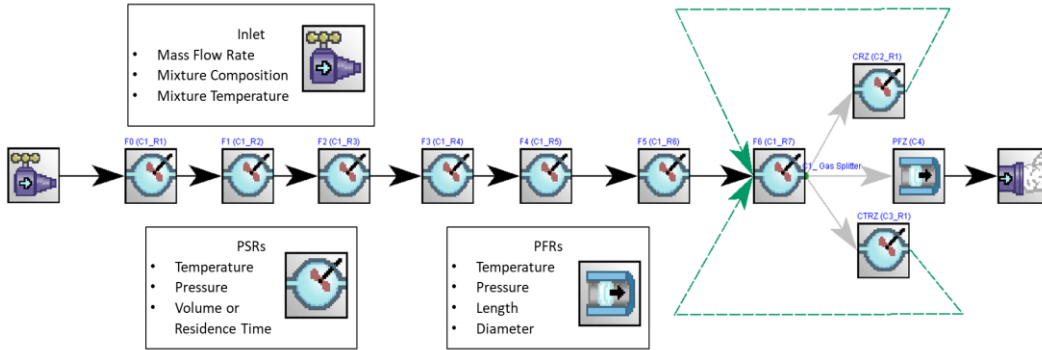 Inlet
• Mass Flow Rate
• Mixture Composition
• Mixture Temperature
CRZ (C2_R1)
F0 (C1_R1)
F1 (C1_R2)
F2 (C1_R3)
F3 (C1_R4)
F4 (C1_R5)
F5 (C1_R6)
F6 (C1_R7)
C1_ Gas Splitter
PFZ (C4)
CTRZ (C3_R1)
PSRs
• Temperature
• Pressure
• Volume or
Residence Time
PFRs
• Temperature
• Pressure
• Length
• Diameter